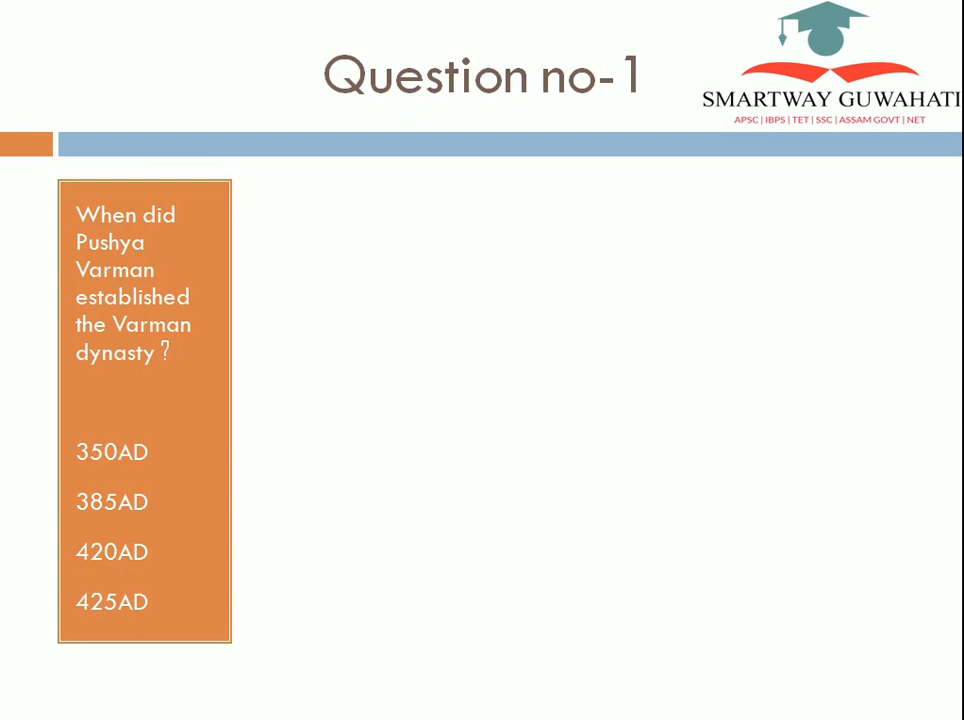 Question no-1
SMARTWAY GUWAHATI
APSC | IBPS | TET | SSC | ASSAM GOVT | NET
When did
Pushya
Varman
established
the Varman
dynasty ?
350AD
385AD
420AD
425AD